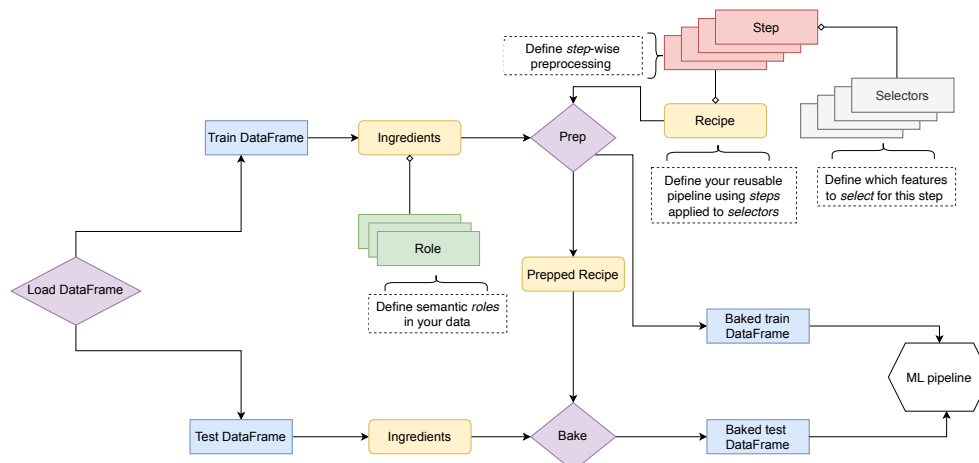 Step
Define step-wise
preprocessing
Selectors
Recipe
Train DataFrame
Ingredients
Prep
Define your reusable
pipeline using steps
applied to selectors
Define which features
to select for this step
Role
Prepped Recipe
Load DataFrame
Define semantic roles
in your data
Baked train
DataFrame
ML pipeline
Test DataFrame
Ingredients
Bake
Baked test
DataFrame